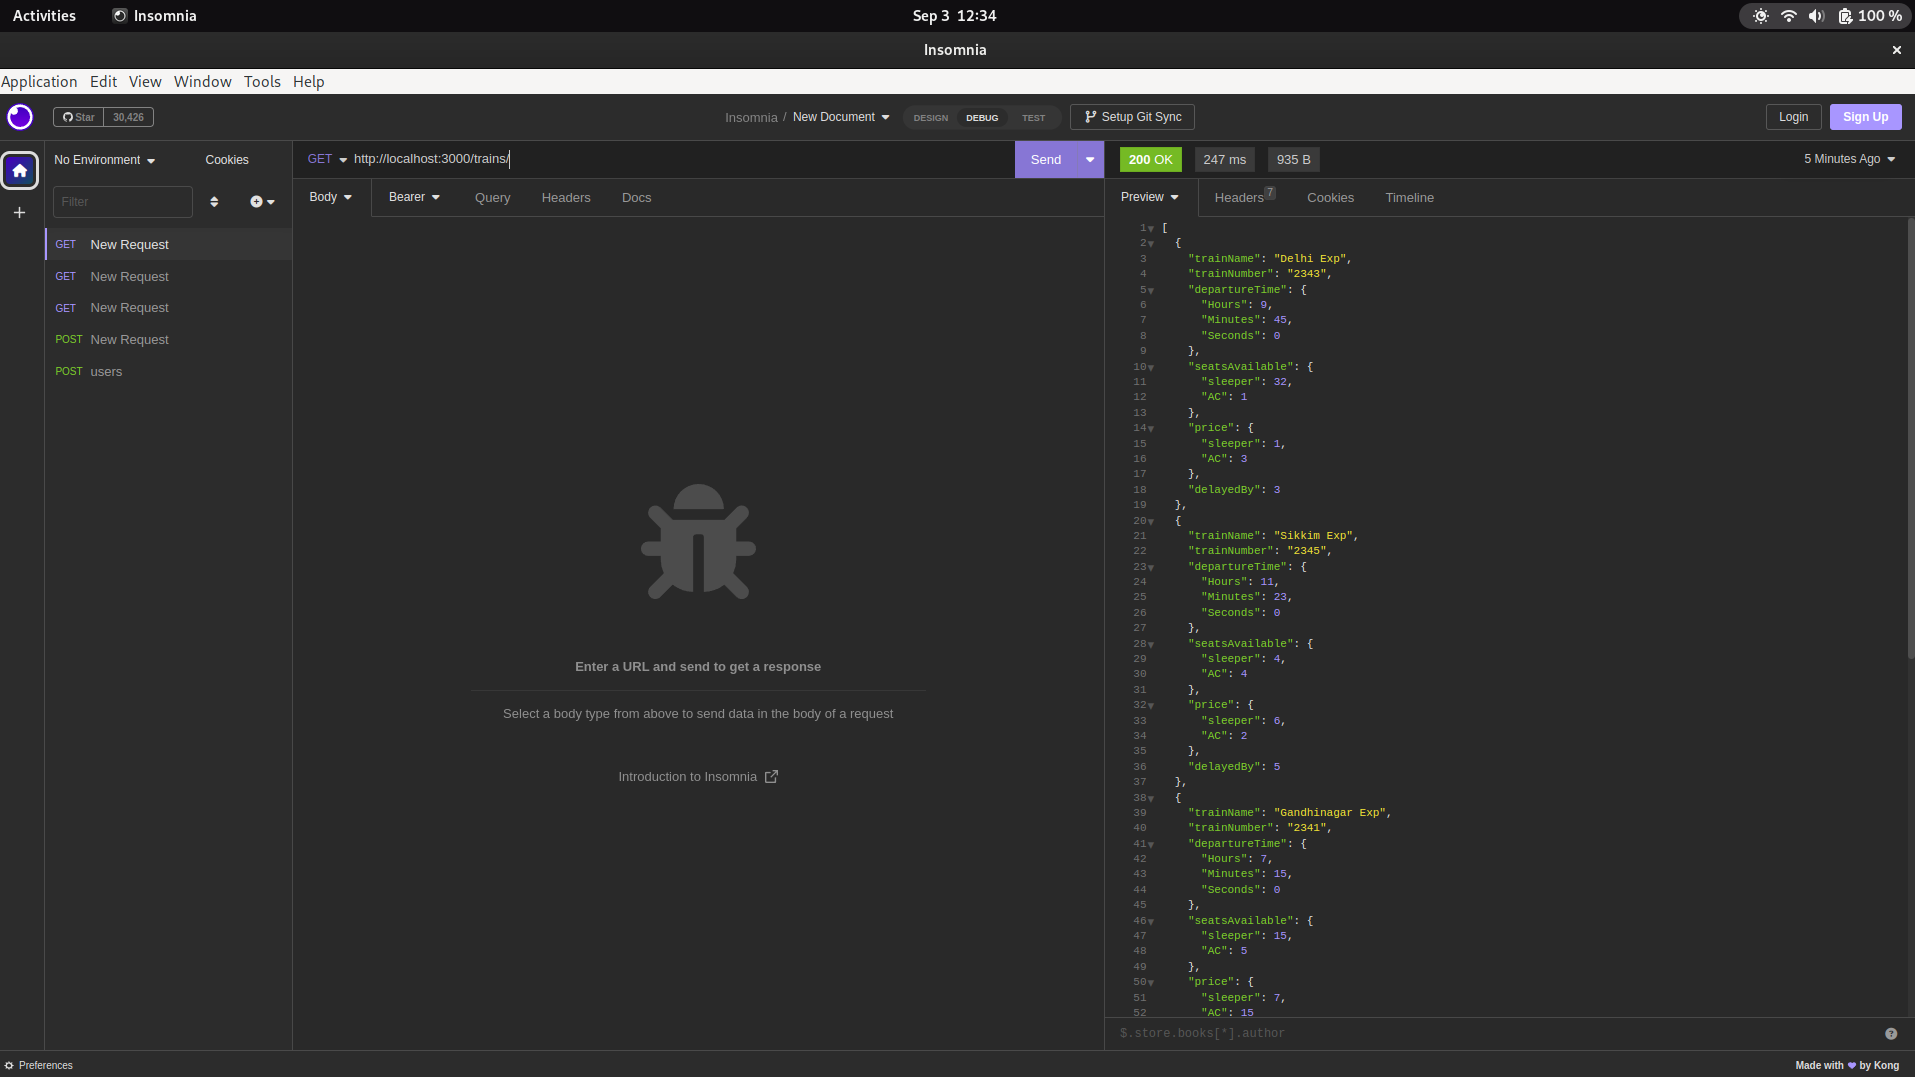 Activities Insomnia Sep 3 12:34 100 %
Insomnia
Application Edit View Window Tools Help
Star 30,426 Insomnia / New Document DESIGN DEBUG TEST Setup Git Sync Login Sign Up
No Environment Cookies
Filter
GET New Request
GET New Request
GET New Request
POST New Request
POST users
GET http://localhost:3000/trains/ Send
Body Bearer Query Headers Docs
Enter a URL and send to get a response
Select a body type from above to send data in the body of a request
Introduction to Insomnia
200 OK 247 ms 935 B 5 Minutes Ago
Preview Headers 7 Cookies Timeline
1 [
2 {
3 "trainName": "Delhi Exp",
4 "trainNumber": "2343",
5 "departureTime": {
6 "Hours": 9,
7 "Minutes": 45,
8 "Seconds": 0
9 },
10 "seatsAvailable": {
11 "sleeper": 32,
12 "AC": 1
13 },
14 "price": {
15 "sleeper": 1,
16 "AC": 3
17 },
18 "delayedBy": 3
19 },
20 {
21 "trainName": "Sikkim Exp",
22 "trainNumber": "2345",
23 "departureTime": {
24 "Hours": 11,
25 "Minutes": 23,
26 "Seconds": 0
27 },
28 "seatsAvailable": {
29 "sleeper": 4,
30 "AC": 4
31 },
32 "price": {
33 "sleeper": 6,
34 "AC": 2
35 },
36 "delayedBy": 5
37 },
38 {
39 "trainName": "Gandhinagar Exp",
40 "trainNumber": "2341",
41 "departureTime": {
42 "Hours": 7,
43 "Minutes": 15,
44 "Seconds": 0
45 },
46 "seatsAvailable": {
47 "sleeper": 15,
48 "AC": 5
49 },
50 "price": {
51 "sleeper": 7,
52 "AC": 15
$.store.books[*].author
Preferences Made with ❤ by Kong